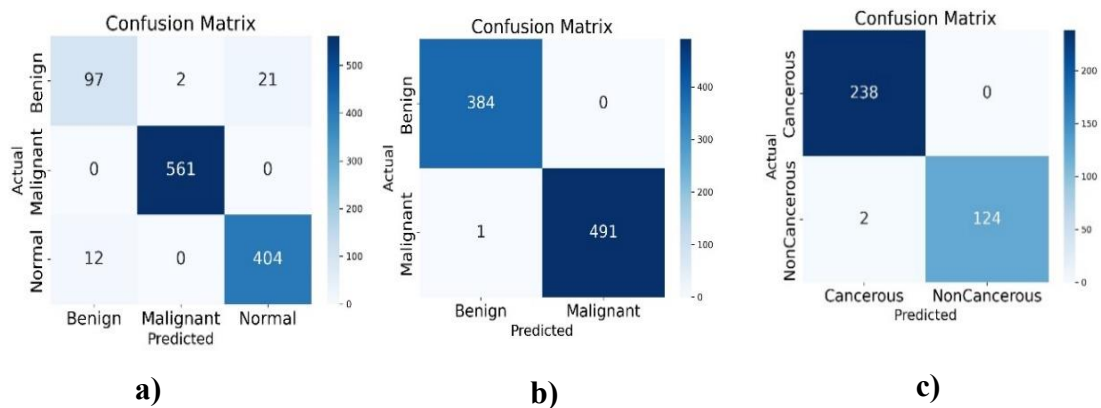 Confusion Matrix
Benign
Malangnant
Normal
Actual
97 2 21
0 561 0
12 0 404
500
400
300
200
100
0
Benign Malignant Normal
Predicted
a)
Confusion Matrix
Benign
Malignant
Actual
384 0
1 491
400
300
200
100
0
Benign Malignant
Predicted
b)
Confusion Matrix
Cancerous
NonCancerous
Actual
238 0
2 124
200
150
100
50
0
Cancerous NonCancerous
Predicted
c)